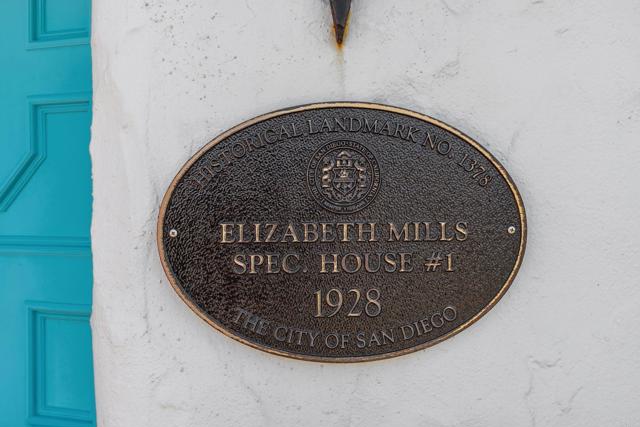 HISTORICAL LANDMARK NO. 1378
ELIZABETH MILLS
SPEC. HOUSE #1
1928
THE CITY OF SAN DIEGO